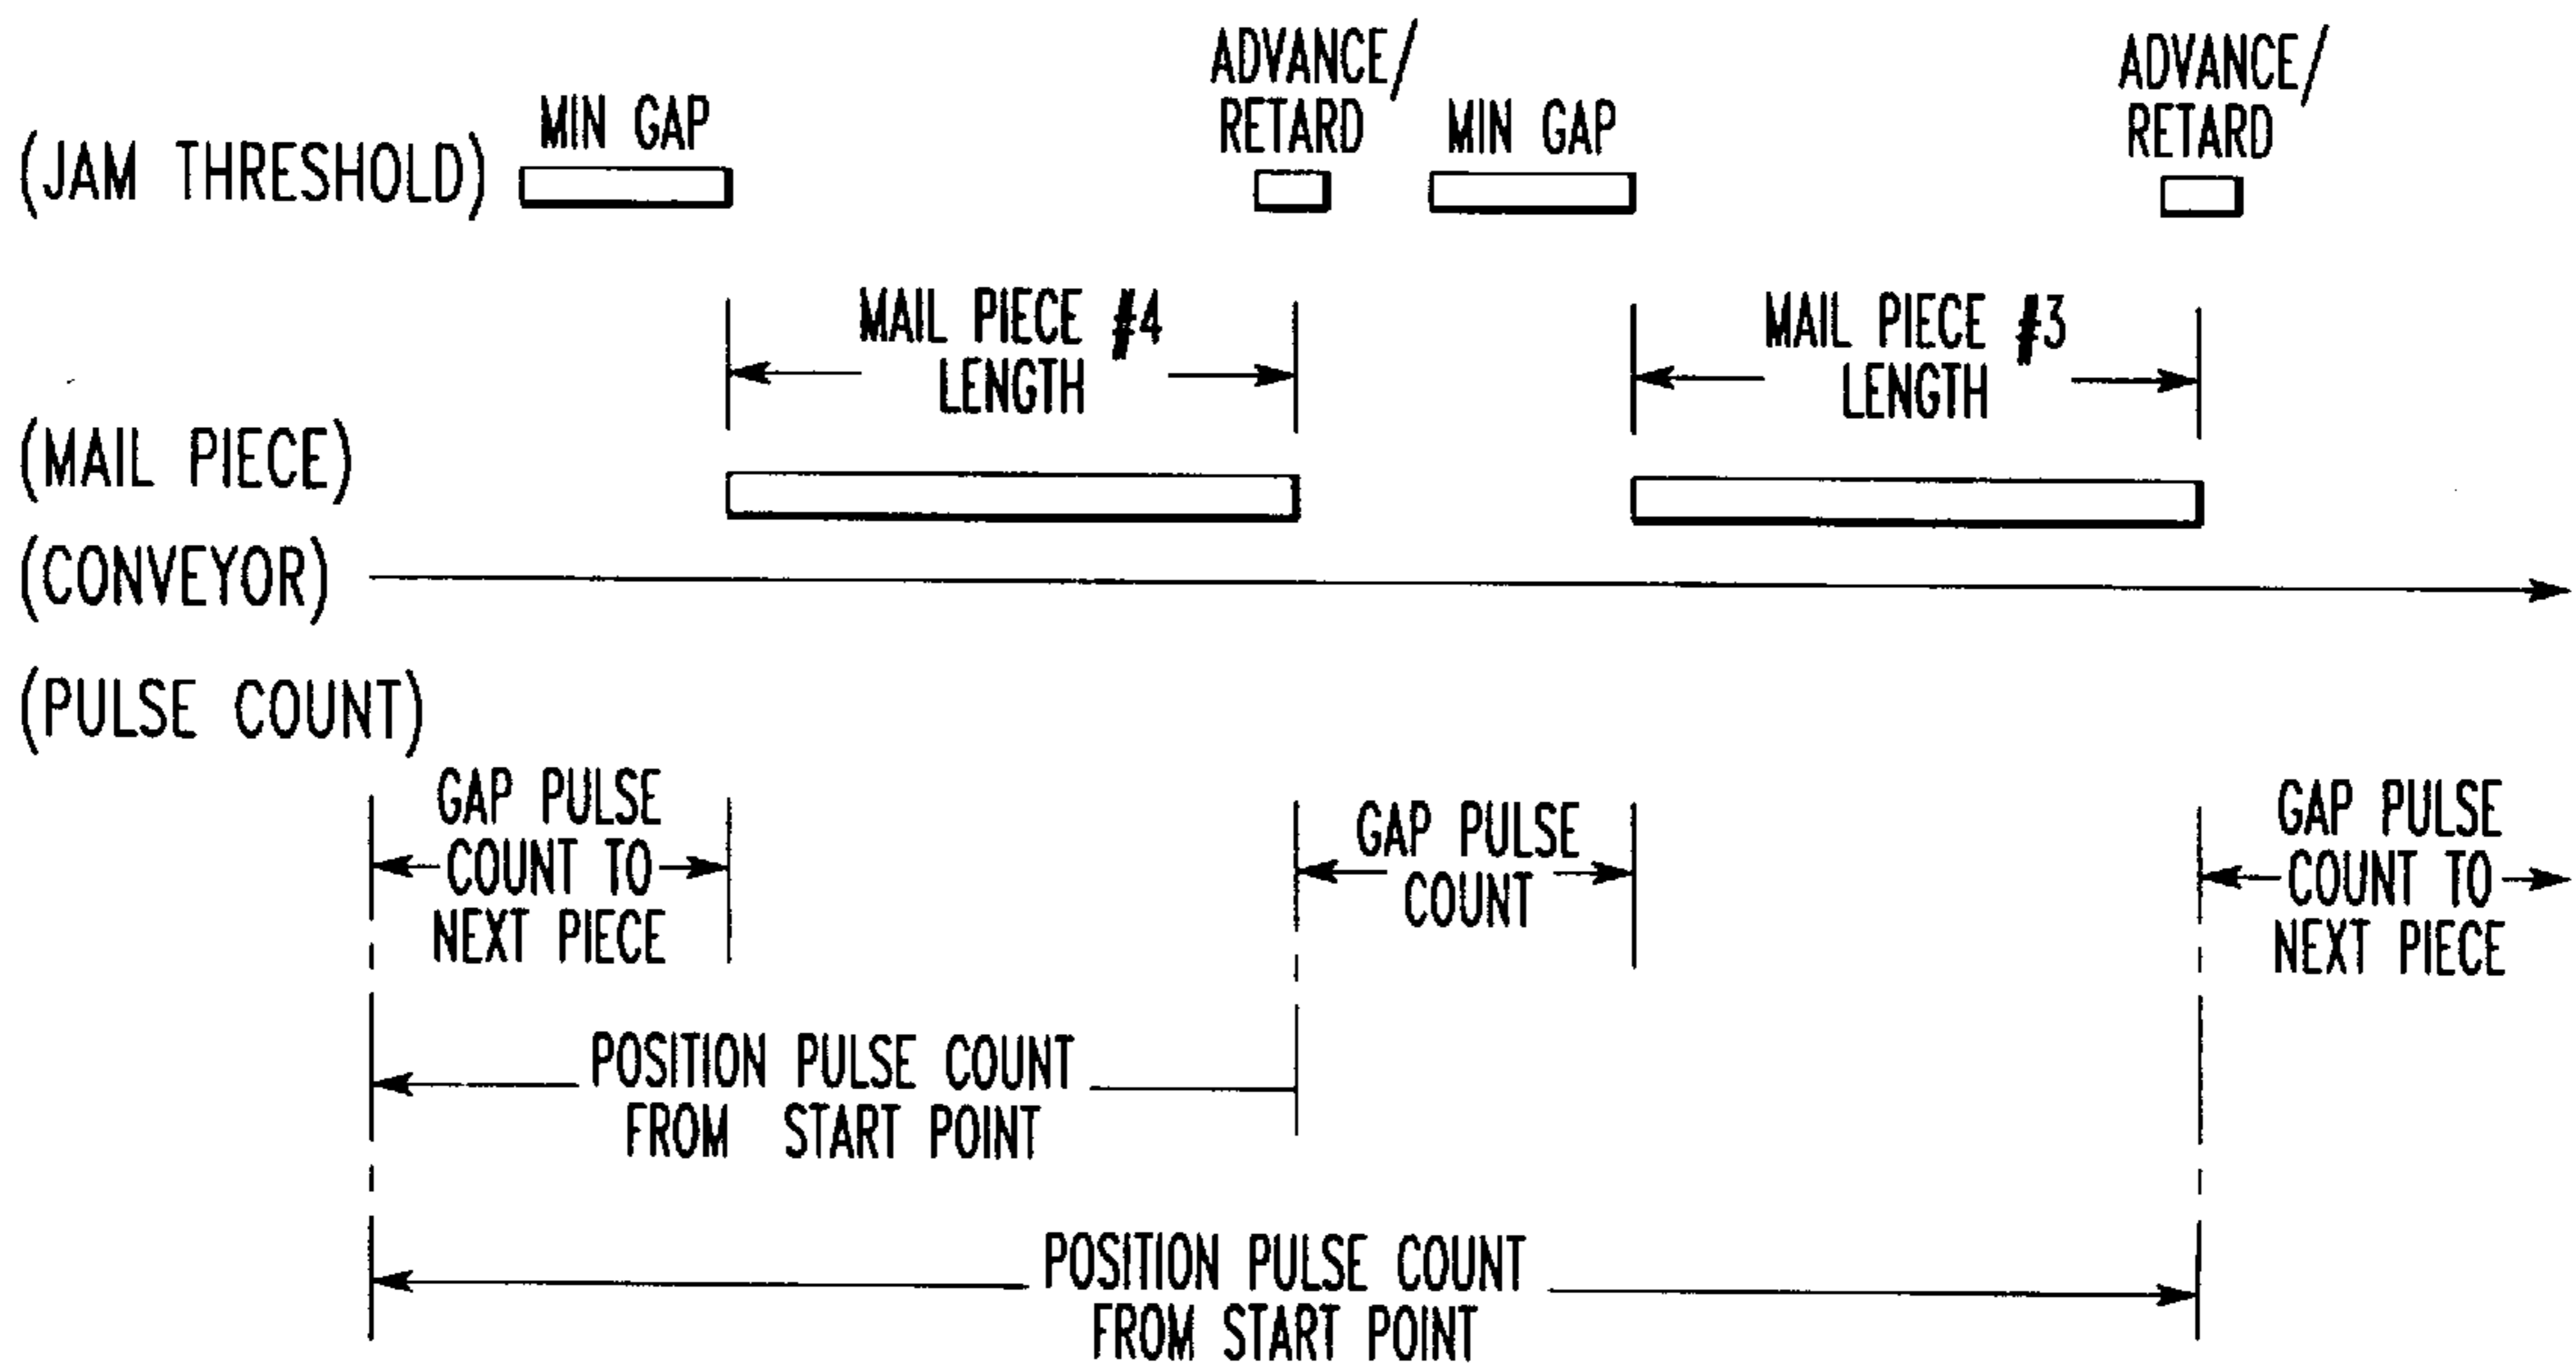 ADVANCE/
RETARD
ADVANCE/
RETARD
(JAM THRESHOLD)
MIN GAP
MIN GAP
MAIL PIECE #4
LENGTH
MAIL PIECE #3
LENGTH
(MAIL PIECE)
(CONVEYOR)
(PULSE COUNT)
GAP PULSE
COUNT TO
NEXT PIECE
GAP PULSE
COUNT
GAP PULSE
COUNT TO
NEXT PIECE
POSITION PULSE COUNT
FROM START POINT
POSITION PULSE COUNT
FROM START POINT